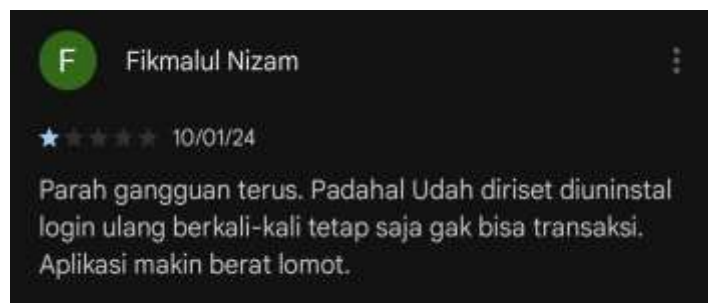 F
Fikmalul Nizam
10/01/24
Parah gangguan terus. Padahal Udah diriset diuninstal
login ulang berkali-kali tetap saja gak bisa transaksi.
Aplikasi makin berat lomot.